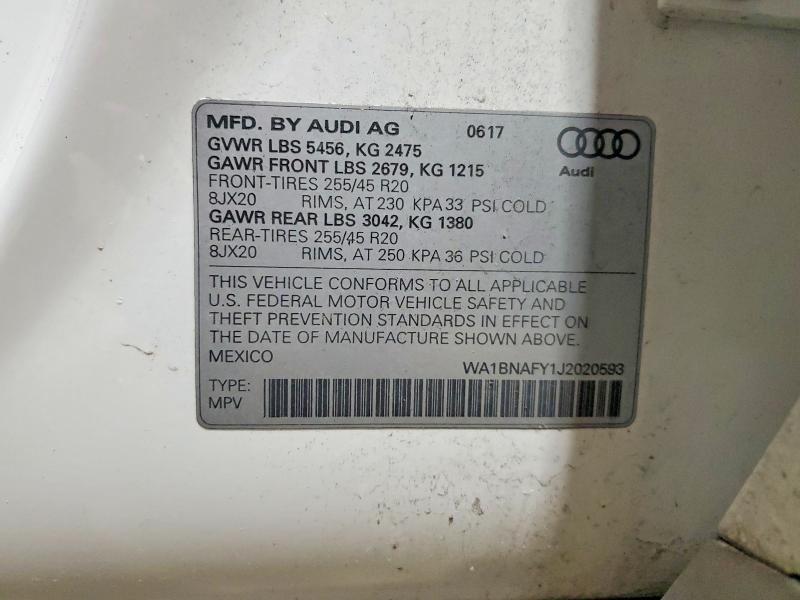 MFD. BY AUDI AG 0617
GVWR LBS 5456, KG 2475
GAWR FRONT LBS 2679, KG 1215
FRONT-TIRES 255/45 R20
8JX20 RIMS, AT 230 KPA 33 PSI COLD
GAWR REAR LBS 3042, KG 1380
REAR-TIRES 255/45 R20
8JX20 RIMS, AT 250 KPA 36 PSI COLD
Audi
THIS VEHICLE CONFORMS TO ALL APPLICABLE
U.S. FEDERAL MOTOR VEHICLE SAFETY AND
THEFT PREVENTION STANDARDS IN EFFECT ON
THE DATE OF MANUFACTURE SHOWN ABOVE.
MEXICO
WA1BNAFY1J2020593
TYPE:
MPV